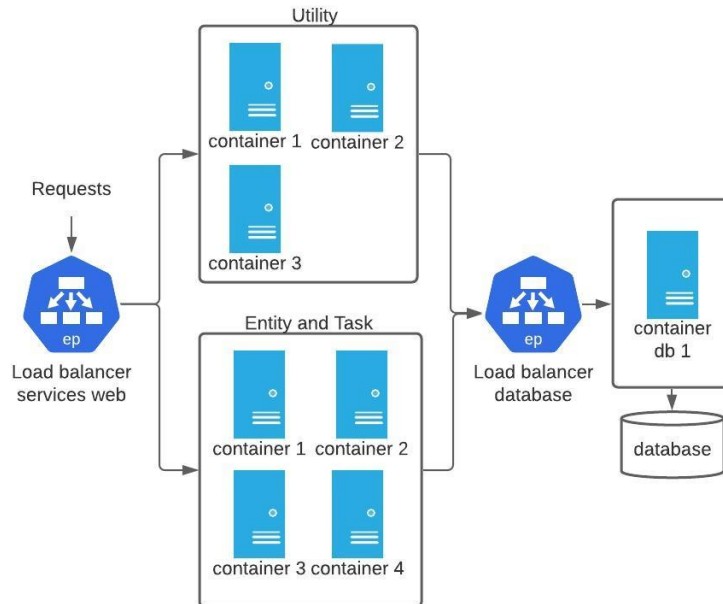 Utility
container 1
container 2
container 3
Requests
ep
Load balancer
services web
Entity and Task
container 1
container 2
container 3
container 4
ep
Load balancer
database
container
db 1
database